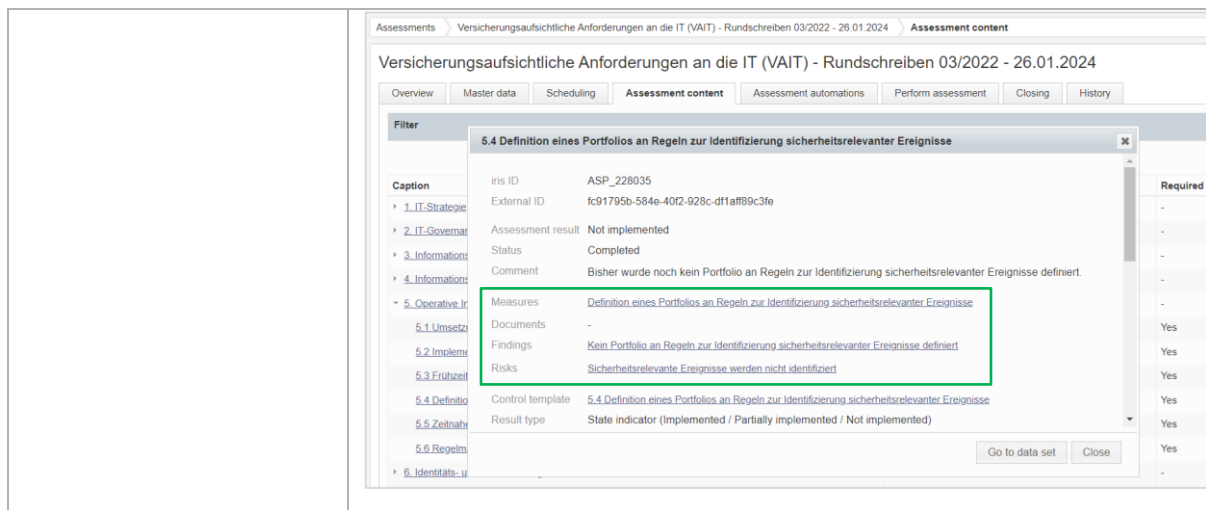 Assessments Versicherungsaufsichtliche Anforderungen an die IT (VAIT) - Rundschreiben 03/2022 - 26.01.2024 Assessment content
Versicherungsaufsichtliche Anforderungen an die IT (VAIT) - Rundschreiben 03/2022 - 26.01.2024
Overview Master data Scheduling Assessment content Assessment automations Perform assessment Closing History
Filter
5.4 Definition eines Portfolios an Regeln zur Identifizierung sicherheitsrelevanter Ereignisse
Caption Required
iris ID ASP_228035
External ID fc91795b-584e-40f2-928c-df1aff89c3fe
1. IT-Strategie -
Assessment result Not implemented
2. IT-Governan -
Status Completed
3. Informations -
Comment Bisher wurde noch kein Portfolio an Regeln zur Identifizierung sicherheitsrelevanter Ereignisse definiert.
4. Informations -
Measures Definition eines Portfolios an Regeln zur Identifizierung sicherheitsrelevanter Ereignisse
5. Operative In -
Documents -
5.1 Umsetzu Yes
Findings Kein Portfolio an Regeln zur Identifizierung sicherheitsrelevanter Ereignisse definiert
5.2 Impleme Yes
Risks Sicherheitsrelevante Ereignisse werden nicht identifiziert
5.3 Frühzeit Yes
Control template 5.4 Definition eines Portfolios an Regeln zur Identifizierung sicherheitsrelevanter Ereignisse
5.4 Definitio Yes
Result type State indicator (Implemented / Partially implemented / Not implemented)
5.5 Zeitnahe Yes
5.6 Regelm Yes
Go to data set Close
6. Identitäts- u -